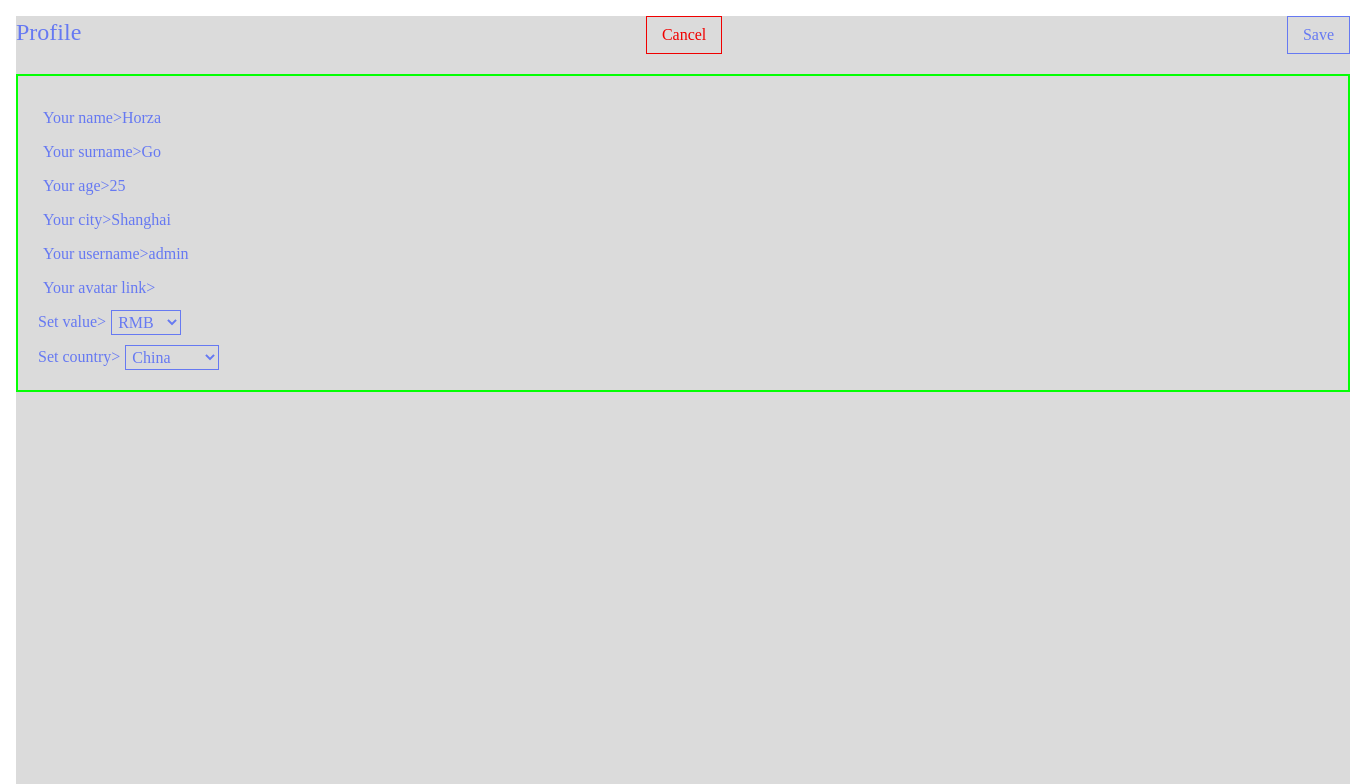 Profile
Cancel
Save
Your name>Horza
Your surname>Go
Your age>25
Your city>Shanghai
Your username>admin
Your avatar link>
Set value> RMB
Set country> China